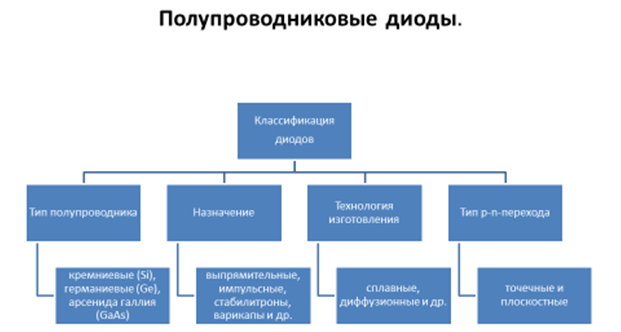 Полупроводниковые диоды.
Классификация
диодов
Тип полупроводника
Назначение
Технология
изготовления
Тип p-n-перехода
кремниевые (Si),
германиевые (Ge),
арсенида галлия
(GaAs)
выпрямительные,
импульсные,
стабилитроны,
варикапы и др.
сплавные,
диффузионные и др.
точечные и
плоскостные